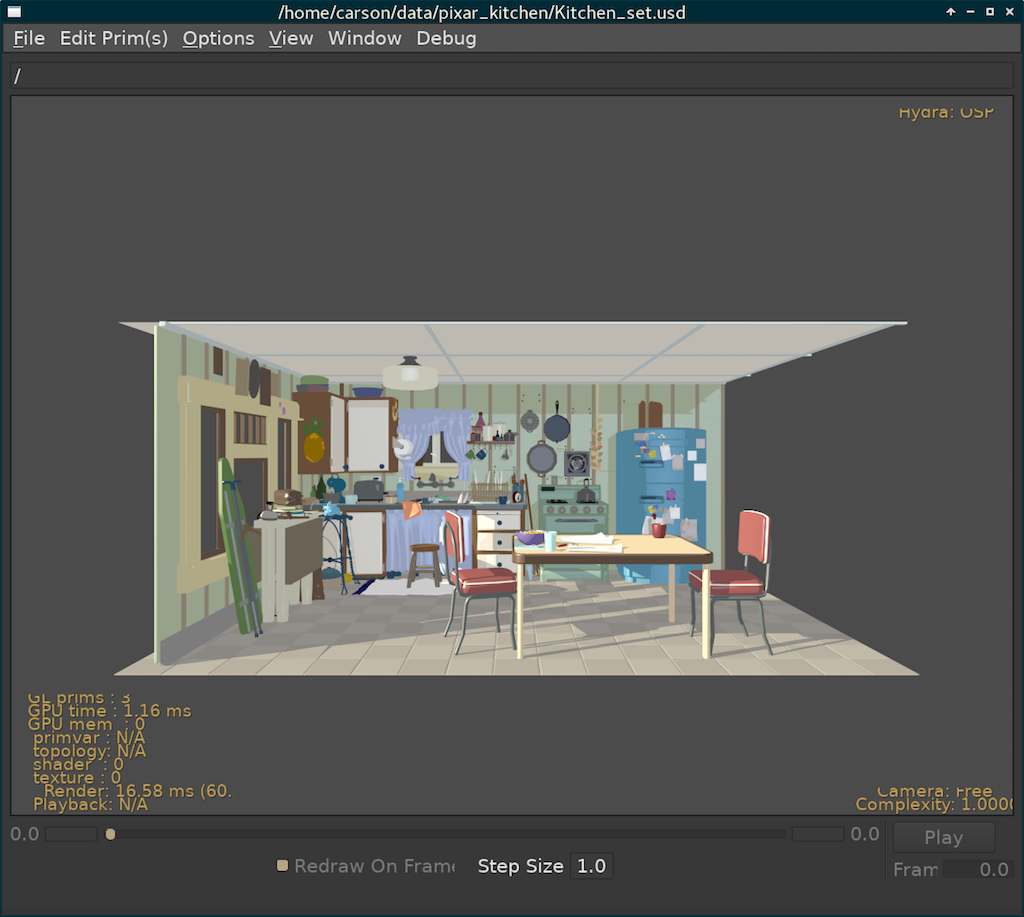 /home/carson/data/pixar_kitchen/Kitchen_set.usd
File Edit Prim(s) Options View Window Debug
/
Hydra: OSP
GL prims : 3
GPU time : 1.16 ms
GPU mem : 0
primvar : N/A
topology: N/A
shader : 0
texture : 0
Render: 16.58 ms (60.
Playback: N/A
Camera: Free
Complexity: 1.0000
0.0 0.0 Play
Redraw On Frame Step Size 1.0
Fram 0.0